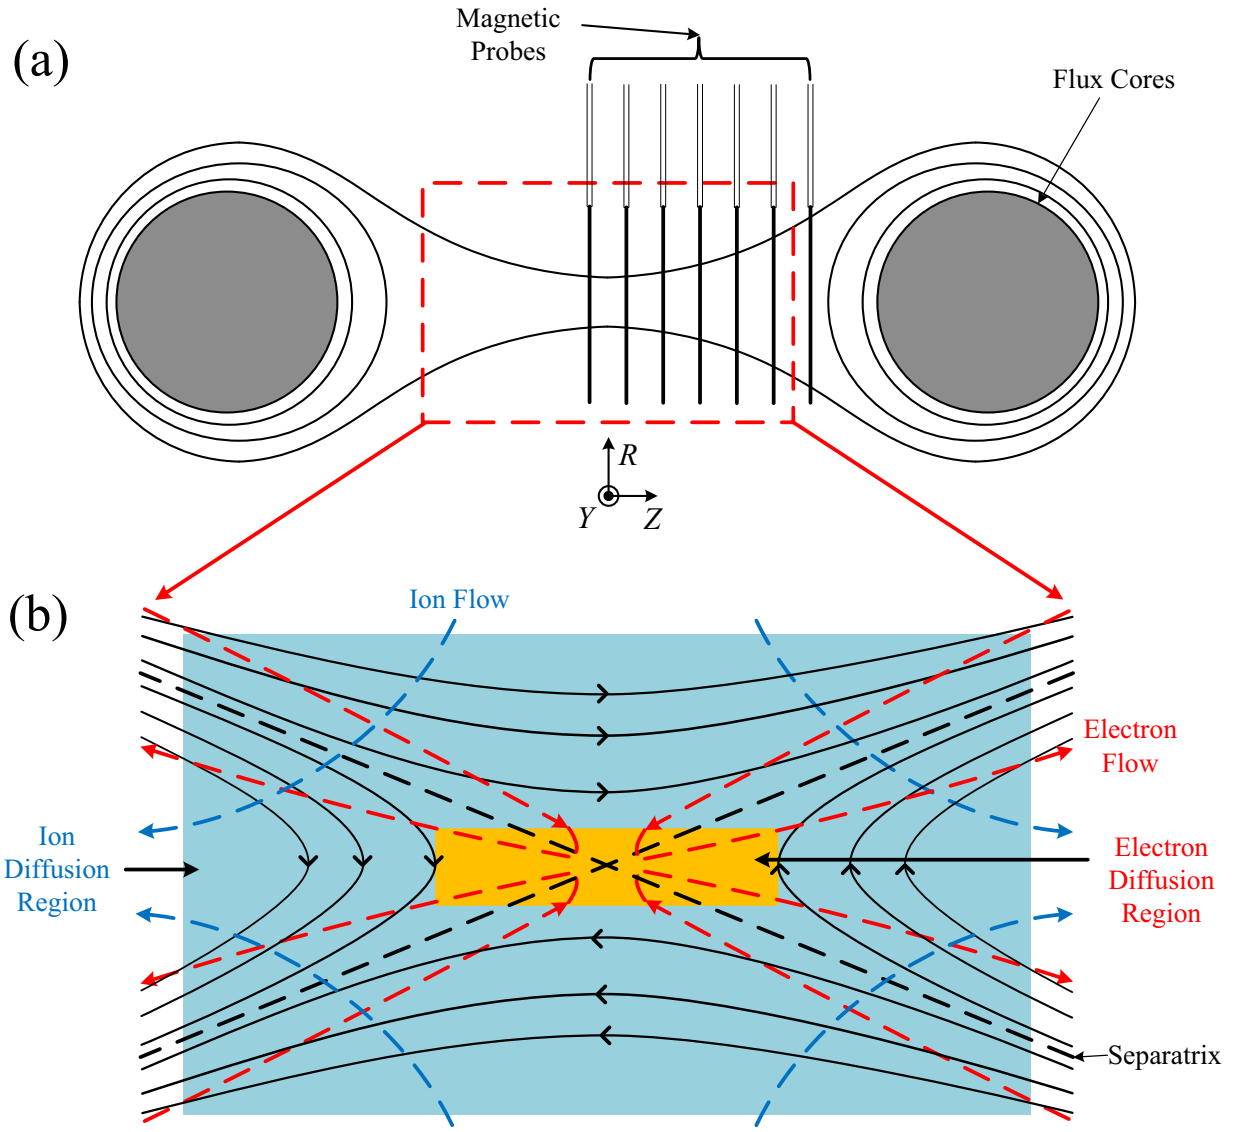 (a)
Magnetic
Probes
Flux Cores
R
Y
Z
(b)
Ion Flow
Electron
Flow
Ion
Diffusion
Region
Electron
Diffusion
Region
Separatrix